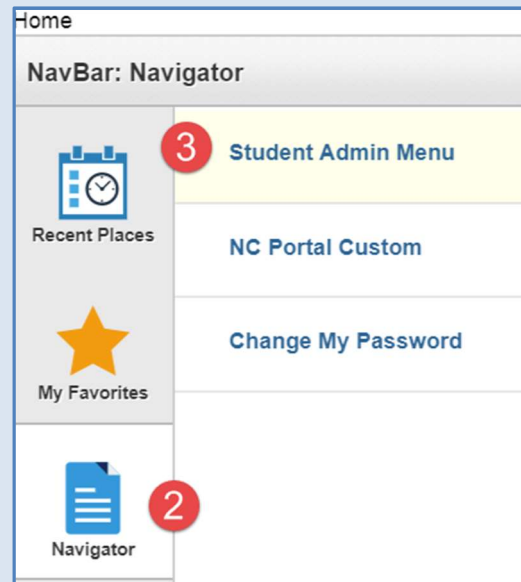 Home
NavBar: Navigator
3 Student Admin Menu
Recent Places
NC Portal Custom
Change My Password
My Favorites
2
Navigator